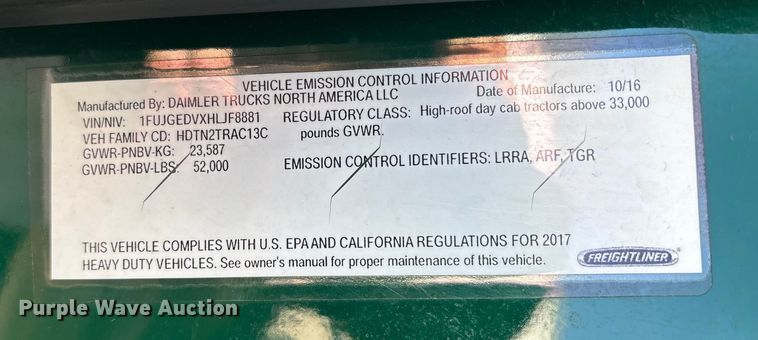 VEHICLE EMISSION CONTROL INFORMATION
Manufactured By: DAIMLER TRUCKS NORTH AMERICA LLC Date of Manufacture: 10/16
VIN/NIV: 1FUJGEDVXHLJF8881 REGULATORY CLASS: High-roof day cab tractors above 33,000
VEH FAMILY CD: HDTN2TRAC13C pounds GVWR.
GVWR-PNBV-KG: 23,587
GVWR-PNBV-LBS: 52,000 EMISSION CONTROL IDENTIFIERS: LRRA, ARF, TGR
THIS VEHICLE COMPLIES WITH U.S. EPA AND CALIFORNIA REGULATIONS FOR 2017
HEAVY DUTY VEHICLES. See owner's manual for proper maintenance of this vehicle.
FREIGHTLINER
Purple Wave Auction